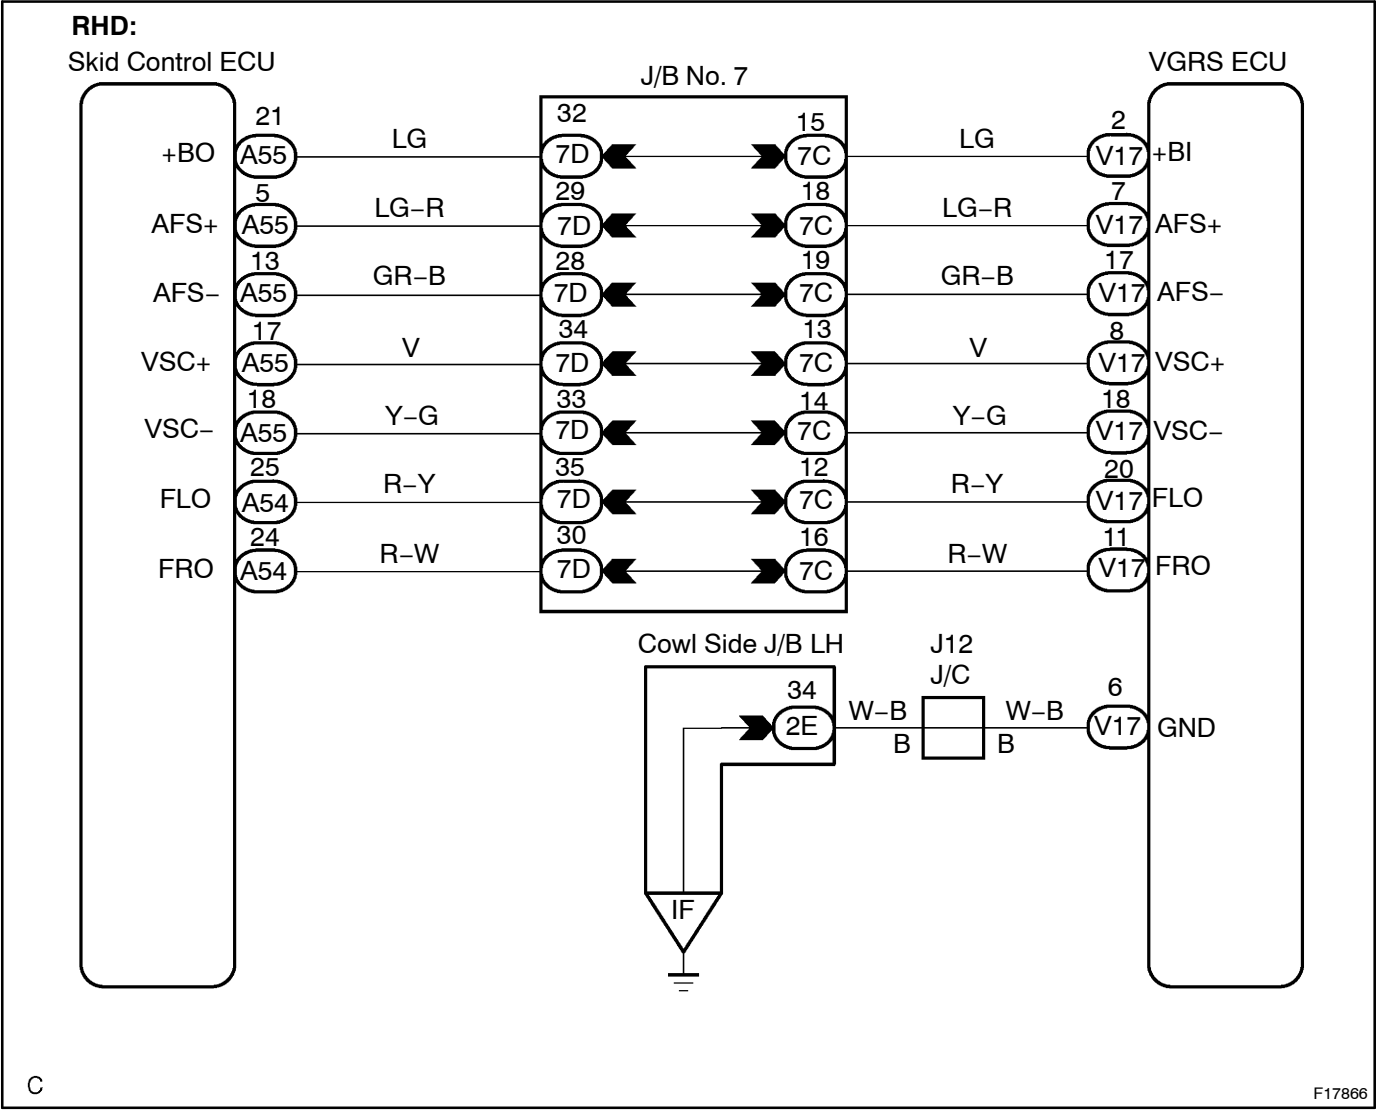 RHD:
Skid Control ECU
J/B No. 7
VGRS ECU
21 32 15 2
+BO A55 LG 7D 7C LG V17 +BI
5 29 18 7
AFS+ A55 LG-R 7D 7C LG-R V17 AFS+
13 28 19 17
AFS- A55 GR-B 7D 7C GR-B V17 AFS-
17 34 13 8
VSC+ A55 V 7D 7C V V17 VSC+
18 33 14 18
VSC- A55 Y-G 7D 7C Y-G V17 VSC-
25 35 12 20
FLO A54 R-Y 7D 7C R-Y V17 FLO
24 30 16 11
FRO A54 R-W 7D 7C R-W V17 FRO
Cowl Side J/B LH
J12
J/C
34 6
2E W-B W-B V17 GND
B B
IF
C
F17866